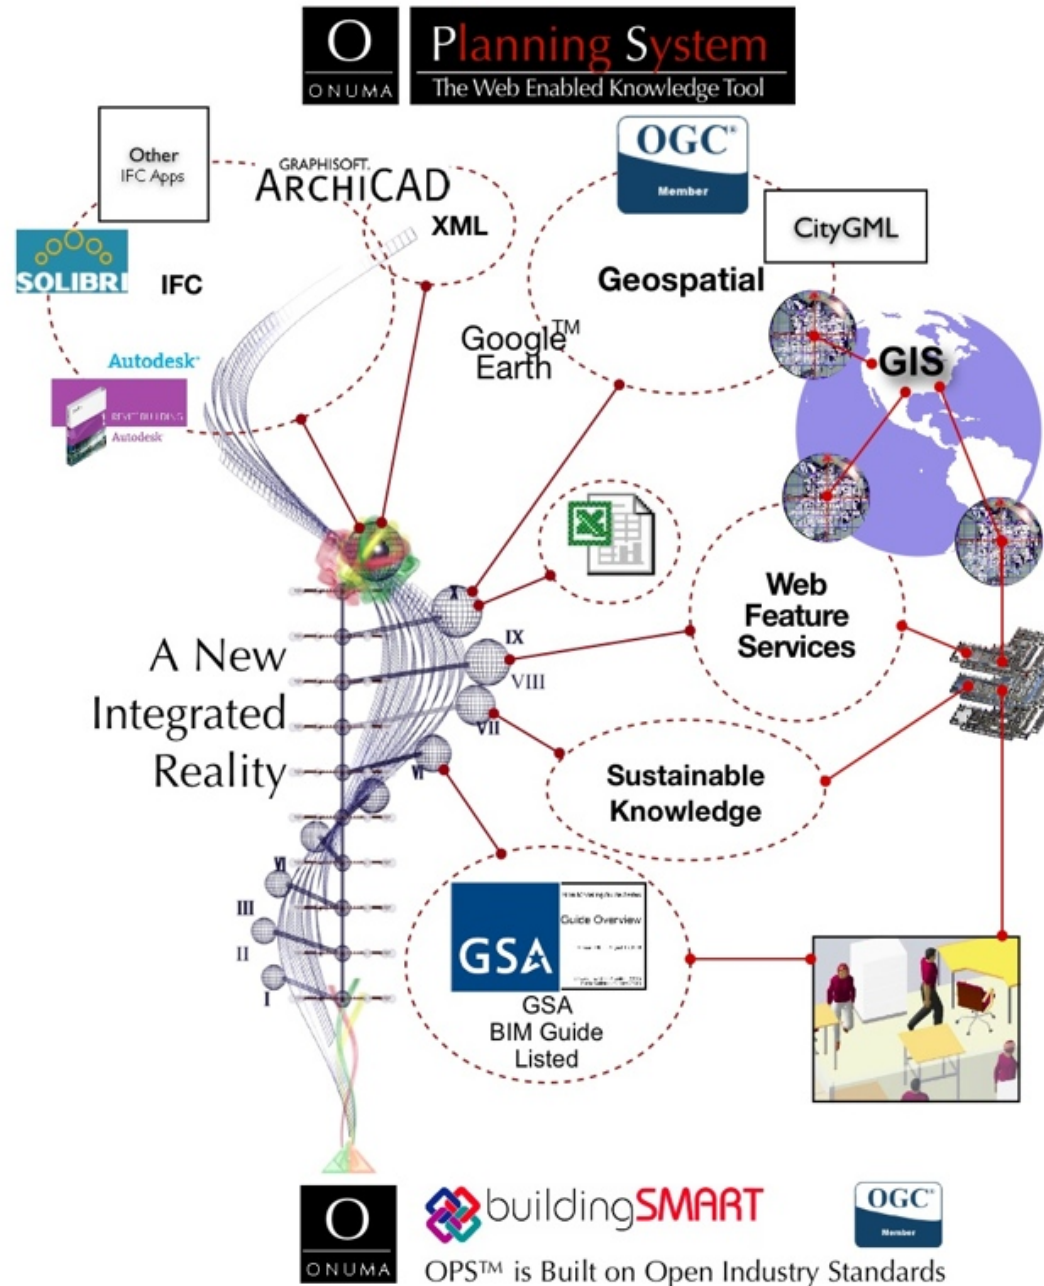 O
ONUMA
Planning System
The Web Enabled Knowledge Tool
OGC®
Member
Other
IFC Apps
GRAPHISOFT.
ARCHICAD
XML
CityGML
SOLIBRI
IFC
Geospatial
Google™
Earth
GIS
Autodesk®
REVIT BUILDING
Autodesk
X
Web
Feature
Services
IX
VIII
A New
Integrated
Reality
VII
VI
Sustainable
Knowledge
VI
III
II
I
Guide Overview
GSA
GSA
BIM Guide
Listed
O
ONUMA
buildingSMART
OGC®
Member
OPS™ is Built on Open Industry Standards